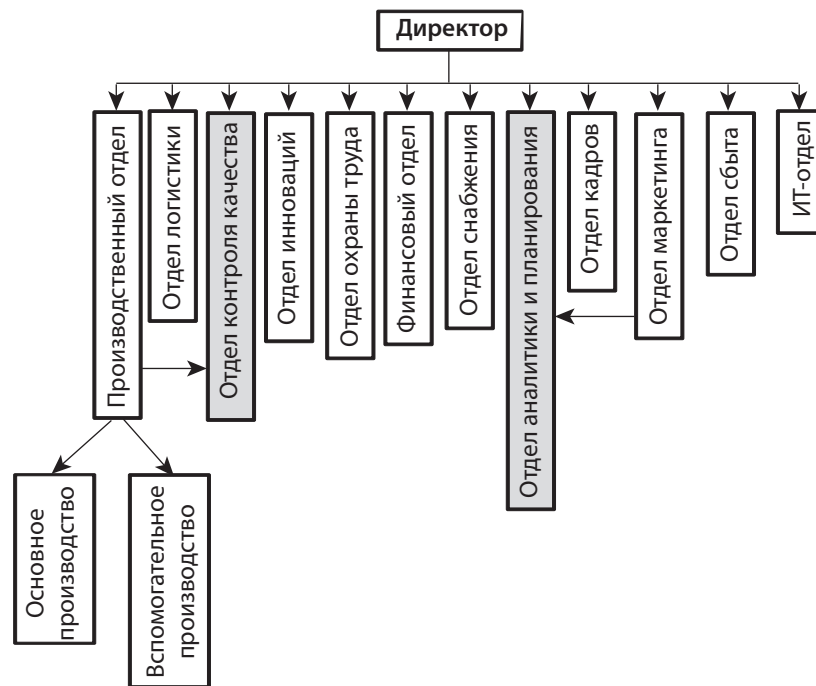 Директор
Производственный отдел
Отдел логистики
Отдел контроля качества
Отдел инноваций
Отдел охраны труда
Финансовый отдел
Отдел снабжения
Отдел аналитики и планирования
Отдел кадров
Отдел маркетинга
Отдел сбыта
ИТ-отдел
Основное
производство
Вспомогательное
производство